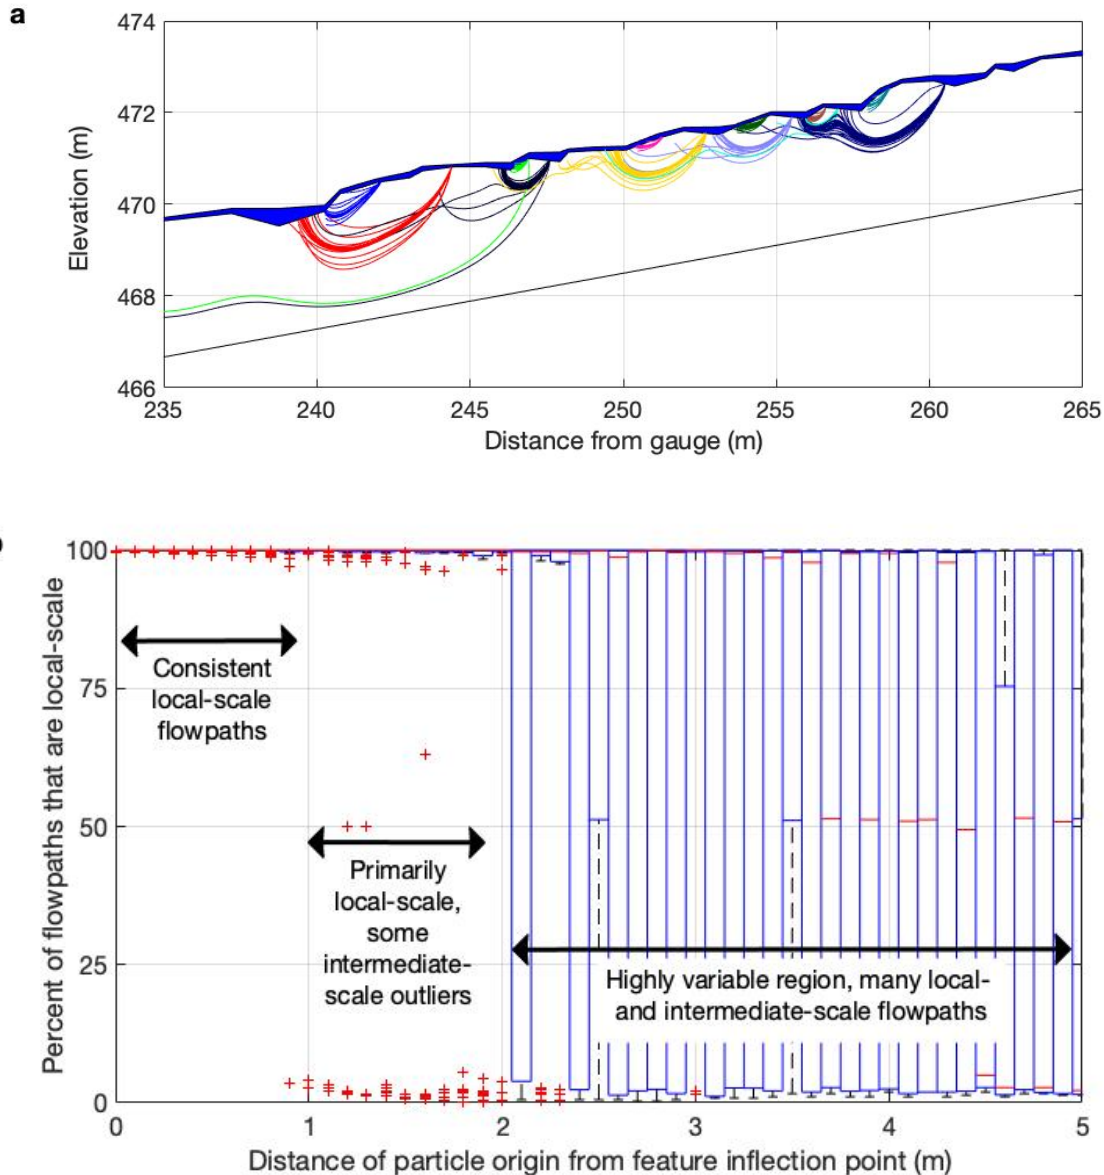 a
474
472
470
468
466
Elevation (m)
235 240 245 250 255 260 265
Distance from gauge (m)
100
75
50
25
0
Percent of flowpaths that are local-scale
Consistent
local-scale
flowpaths
Primarily
local-scale,
some
intermediate-
scale outliers
Highly variable region, many local-
and intermediate-scale flowpaths
0 1 2 3 4 5
Distance of particle origin from feature inflection point (m)